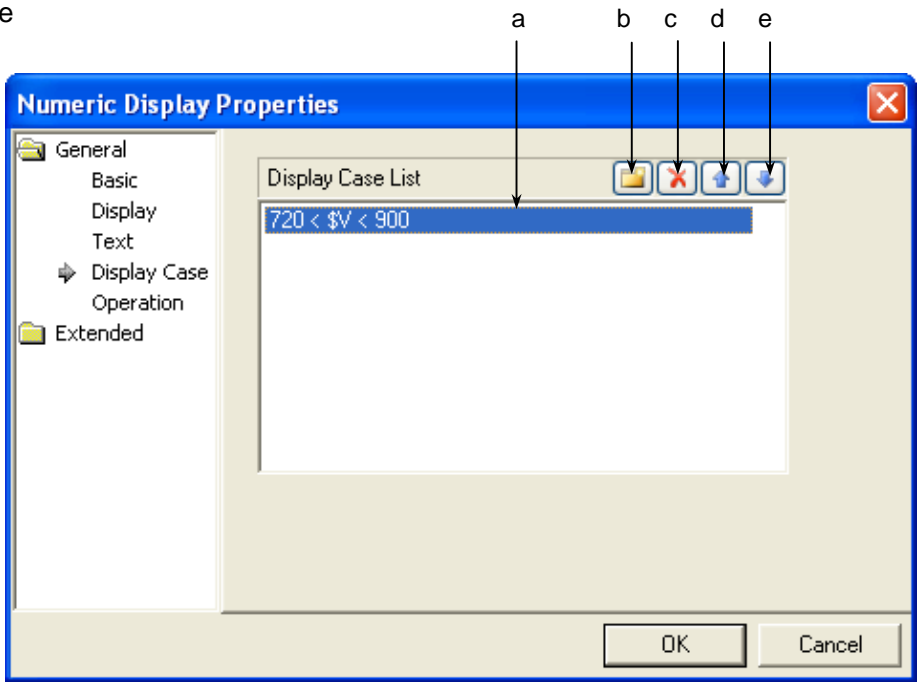 e
a b c d e
Numeric Display Properties
General
Basic
Display
Text
Display Case
Operation
Extended
Display Case List
720 < $V < 900
OK Cancel